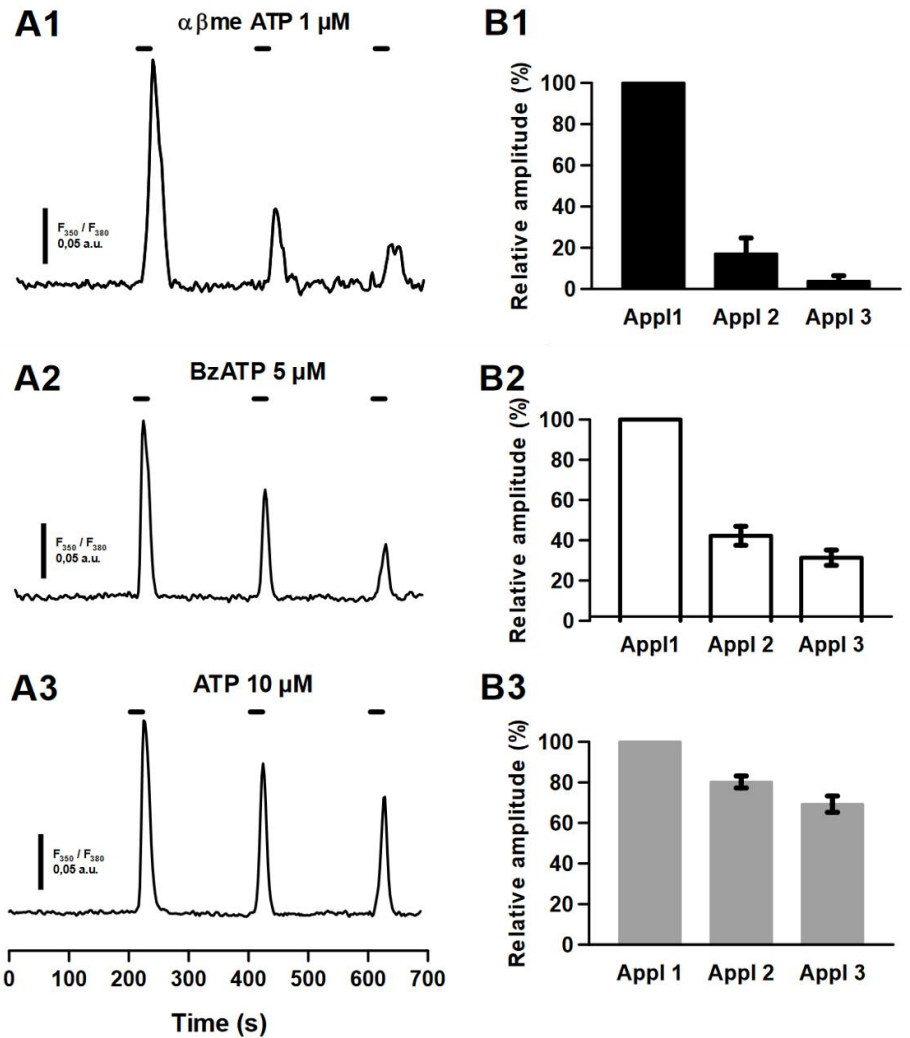 A1
αβme ATP 1 µM
F350 / F380
0,05 a.u.
B1
Relative amplitude (%)
100
80
60
40
20
0
Appl1 Appl 2 Appl 3
A2
BzATP 5 µM
F350 / F380
0,05 a.u.
B2
Relative amplitude (%)
100
80
60
40
20
0
Appl1 Appl 2 Appl 3
A3
ATP 10 µM
F350 / F380
0,05 a.u.
0 100 200 300 400 500 600 700
Time (s)
B3
Relative amplitude (%)
100
80
60
40
20
0
Appl 1 Appl 2 Appl 3